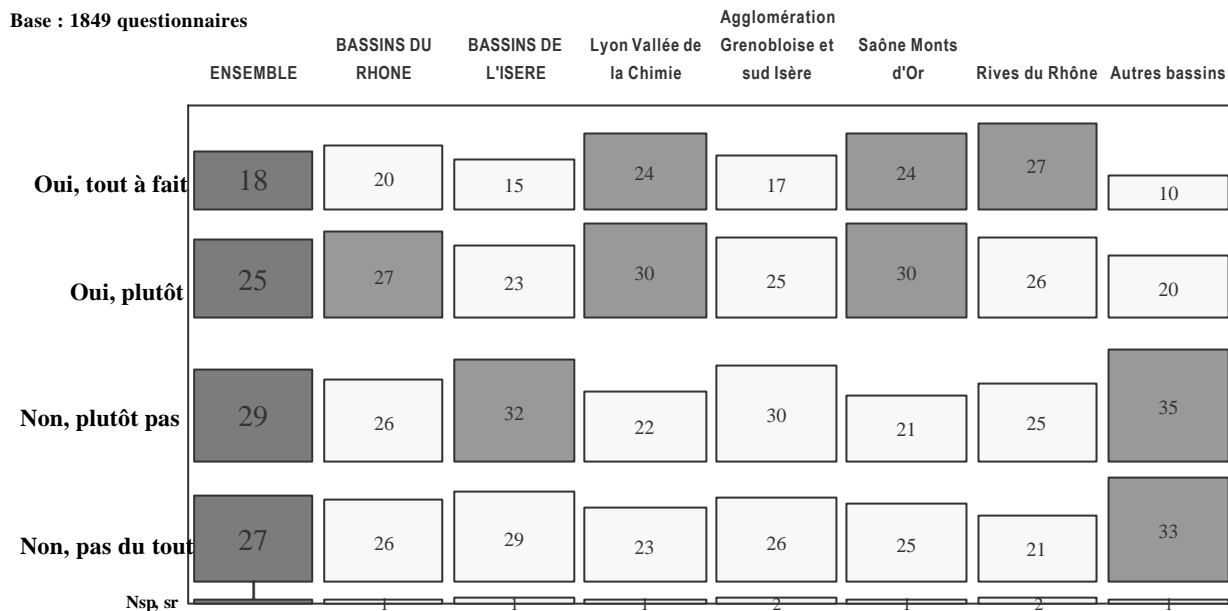 Base : 1849 questionnaires
ENSEMBLE
BASSINS DU
RHONE
BASSINS DE
L'ISERE
Lyon Vallée de
la Chimie
Agglomération
Grenobloise et
sud Isère
Saône Monts
d'Or
Rives du Rhône
Autres bassins
Oui, tout à fait 18 20 15 24 17 24 27 10
Oui, plutôt 25 27 23 30 25 30 26 20
Non, plutôt pas 29 26 32 22 30 21 25 35
Non, pas du tout 27 26 29 23 26 25 21 33
Nsp, sr 1 1 1 2 1 2 1